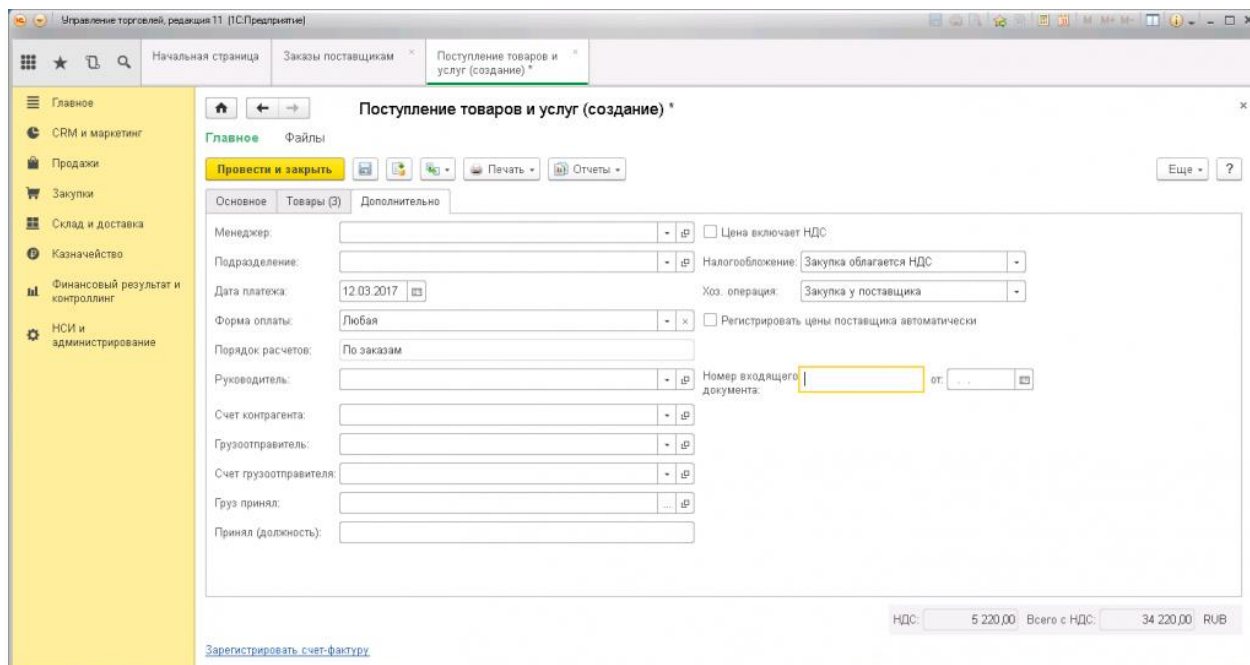 Управление торговлей, редакция 11 (1С:Предприятие)
M M+ M-
Начальная страница
Заказы поставщикам
Поступление товаров и
услуг (создание) *
Главное
CRM и маркетинг
Продажи
Закупки
Склад и доставка
Казначейство
Финансовый результат и
контроллинг
НСИ и
администрирование
Поступление товаров и услуг (создание) *
Главное Файлы
Провести и закрыть Печать Отчеты Еще ?
Основное Товары (3) Дополнительно
Менеджер: Цена включает НДС
Подразделение: Налогообложение: Закупка облагается НДС
Дата платежа: 12.03.2017 Хоз. операция: Закупка у поставщика
Форма оплаты: Любая Регистрировать цены поставщика автоматически
Порядок расчетов: По заказам
Руководитель: Номер входящего
документа: от: . .
Счет контрагента:
Грузоотправитель:
Счет грузоотправителя:
Груз принял: ...
Принял (должность):
НДС: 5 220,00 Всего с НДС: 34 220,00 RUB
Зарегистрировать счет-фактуру